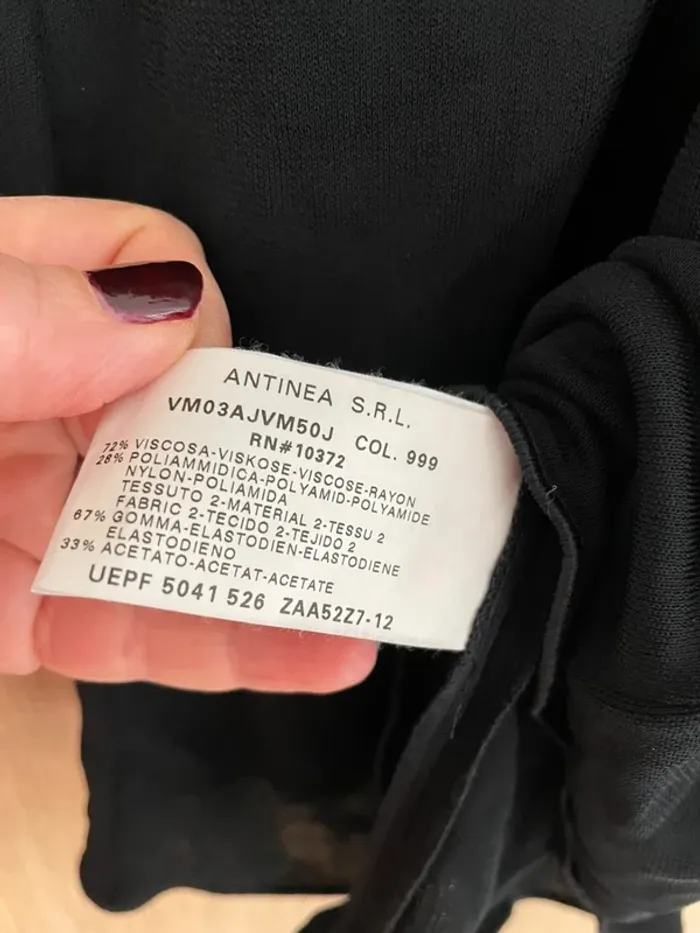 ANTINEA S.R.L.
VM03AJVM50J COL. 999
RN#10372
72% VISCOSA-VISKOSE-VISCOSE-RAYON
28% POLIAMMIDICA-POLYAMID-POLYAMIDE
NYLON-POLIAMIDA
TESSUTO 2-MATERIAL 2-TESSU 2
FABRIC 2-TECIDO 2-TEJIDO 2
67% GOMMA-ELASTODIEN-ELASTODIENE
ELASTODIENO
33% ACETATO-ACETAT-ACETATE
UEPF 5041 526 ZAA52Z7-12